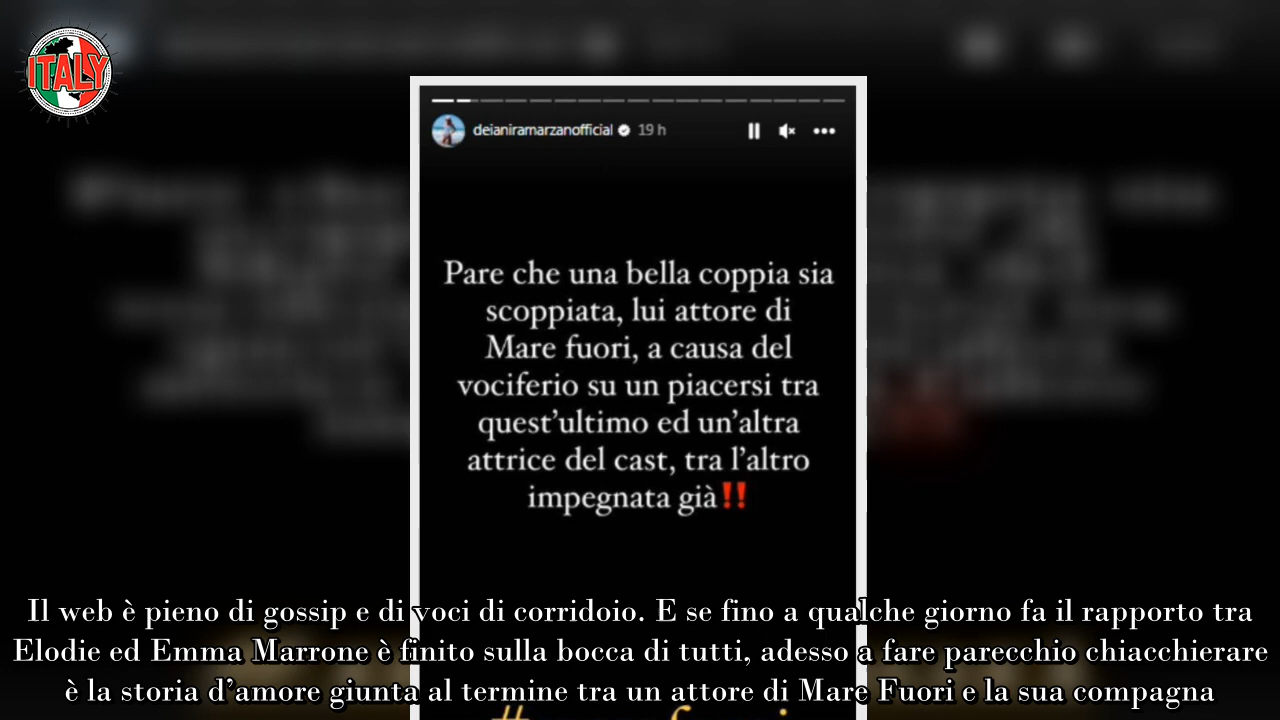 ITALY
deianiramarzanofficial 19 h
Pare che una bella coppia sia
scoppiata, lui attore di
Mare fuori, a causa del
vociferio su un piacersi tra
quest'ultimo ed un'altra
attrice del cast, tra l'altro
impegnata già‼️
Il web è pieno di gossip e di voci di corridoio. E se fino a qualche giorno fa il rapporto tra
Elodie ed Emma Marrone è finito sulla bocca di tutti, adesso a fare parecchio chiacchierare
è la storia d'amore giunta al termine tra un attore di Mare Fuori e la sua compagna